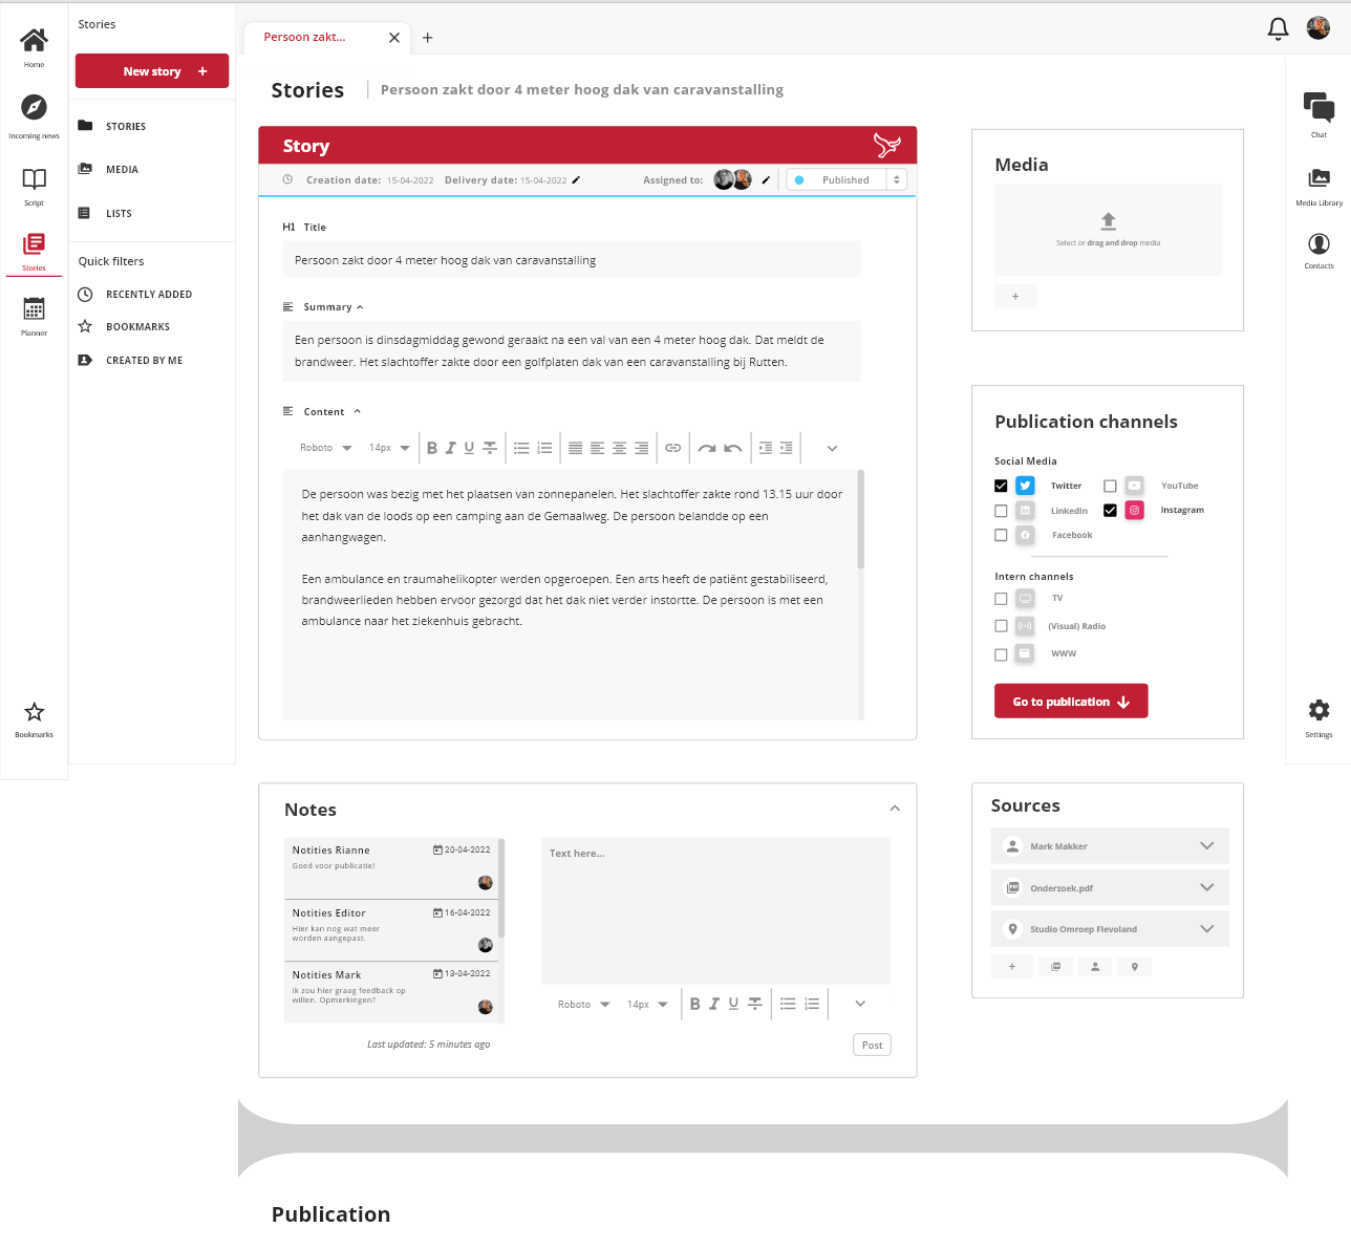 Stories
Persoon zakt...
Home
New story +
Incoming news
Script
Stories
Planner
Bookmarks
STORIES
MEDIA
LISTS
Quick filters
RECENTLY ADDED
BOOKMARKS
CREATED BY ME
Stories
Persoon zakt door 4 meter hoog dak van caravanstalling
Story
Creation date: 15-04-2022 Delivery date: 15-04-2022
Assigned to:
Published
H1 Title
Persoon zakt door 4 meter hoog dak van caravanstalling
Summary
Een persoon is dinsdagmiddag gewond geraakt na een val van een 4 meter hoog dak. Dat meldt de
brandweer. Het slachtoffer zakte door een golfplaten dak van een caravanstalling bij Rutten.
Content
Roboto 14px B I U
De persoon was bezig met het plaatsen van zonnepanelen. Het slachtoffer zakte rond 13.15 uur door
het dak van de loods op een camping aan de Gemaalweg. De persoon belandde op een
aanhangwagen.
Een ambulance en traumahelikopter werden opgeroepen. Een arts heeft de patiënt gestabiliseerd,
brandweerlieden hebben ervoor gezorgd dat het dak niet verder instortte. De persoon is met een
ambulance naar het ziekenhuis gebracht.
Media
Select or drag and drop media
+
Publication channels
Social Media
Twitter
YouTube
LinkedIn
Instagram
Facebook
Intern channels
TV
(Visual) Radio
WWW
Go to publication
Chat
Media Library
Contacts
Settings
Notes
Notities Rianne
20-04-2022
Goed voor publicatie!
Notities Editor
16-04-2022
Hier kan nog wat meer
worden aangepast.
Notities Mark
13-04-2022
Ik zou hier graag feedback op
willen. Opmerkingen?
Last updated: 5 minutes ago
Text here...
Roboto 14px B I U
Post
Sources
Mark Makker
Onderzoek.pdf
Studio Omroep Flevoland
+
Publication